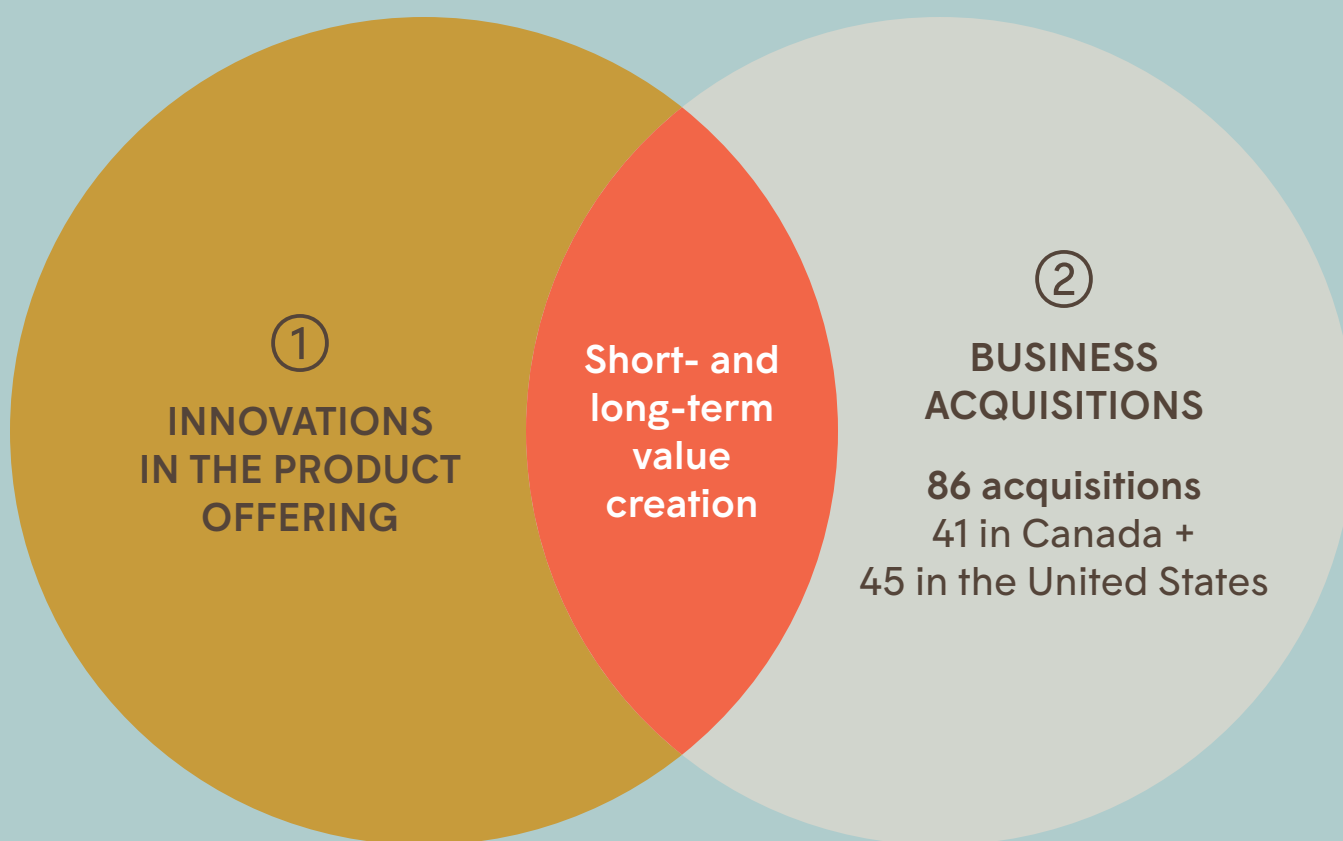 ①
INNOVATIONS
IN THE PRODUCT
OFFERING
Short- and
long-term
value
creation
②
BUSINESS
ACQUISITIONS
86 acquisitions
41 in Canada +
45 in the United States